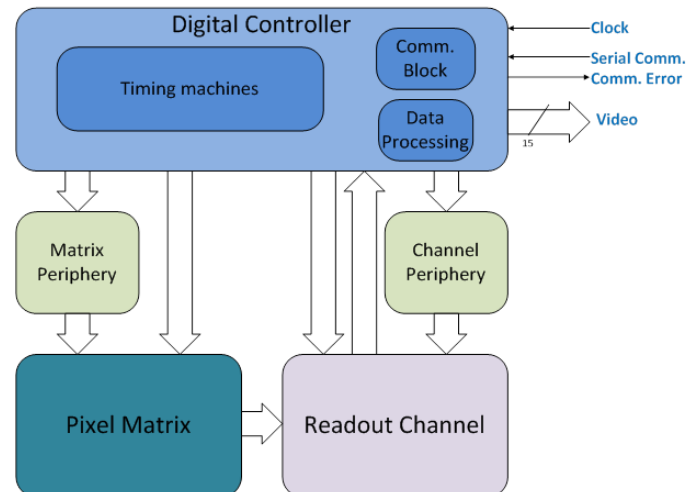 Digital Controller
Timing machines
Comm.
Block
Data
Processing
Clock
Serial Comm.
Comm. Error
Video
15
Matrix
Periphery
Channel
Periphery
Pixel Matrix
Readout Channel